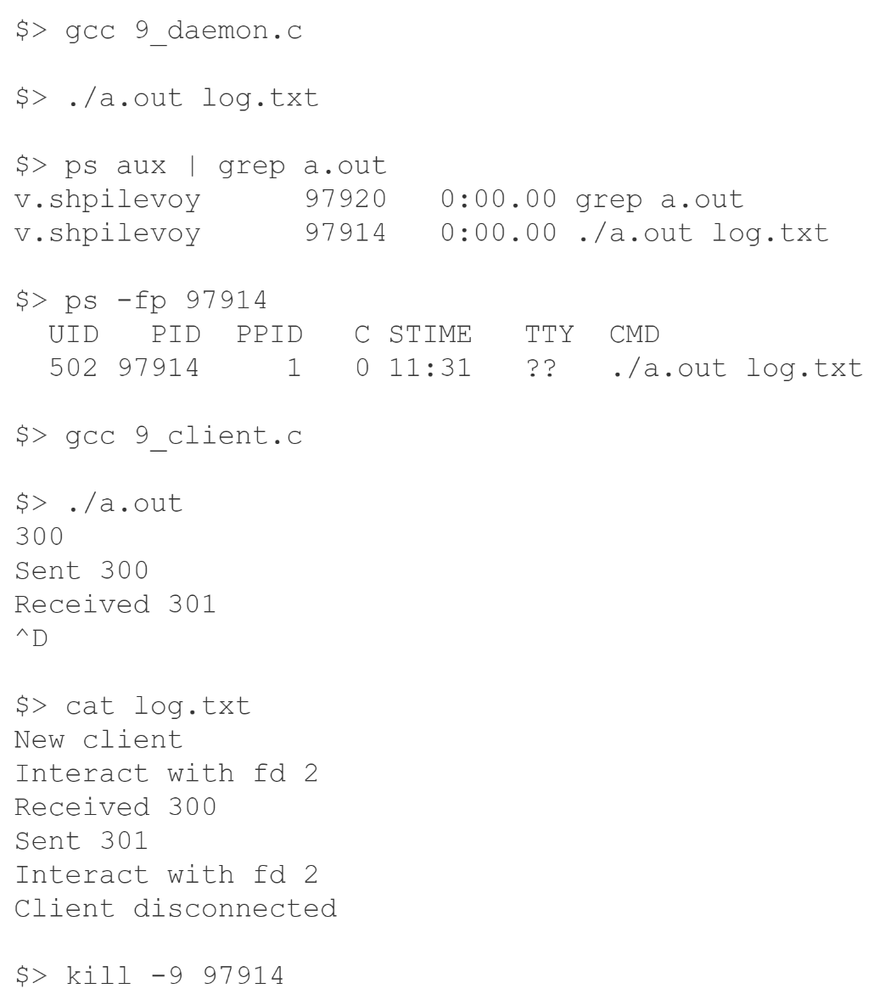 $> gcc 9_daemon.c
$> ./a.out log.txt
$> ps aux | grep a.out
v.shpilevoy      97920   0:00.00 grep a.out
v.shpilevoy      97914   0:00.00 ./a.out log.txt
$> ps -fp 97914
  UID   PID  PPID   C STIME   TTY  CMD
  502 97914     1   0 11:31   ??   ./a.out log.txt
$> gcc 9_client.c
$> ./a.out
300
Sent 300
Received 301
^D
$> cat log.txt
New client
Interact with fd 2
Received 300
Sent 301
Interact with fd 2
Client disconnected
$> kill -9 97914